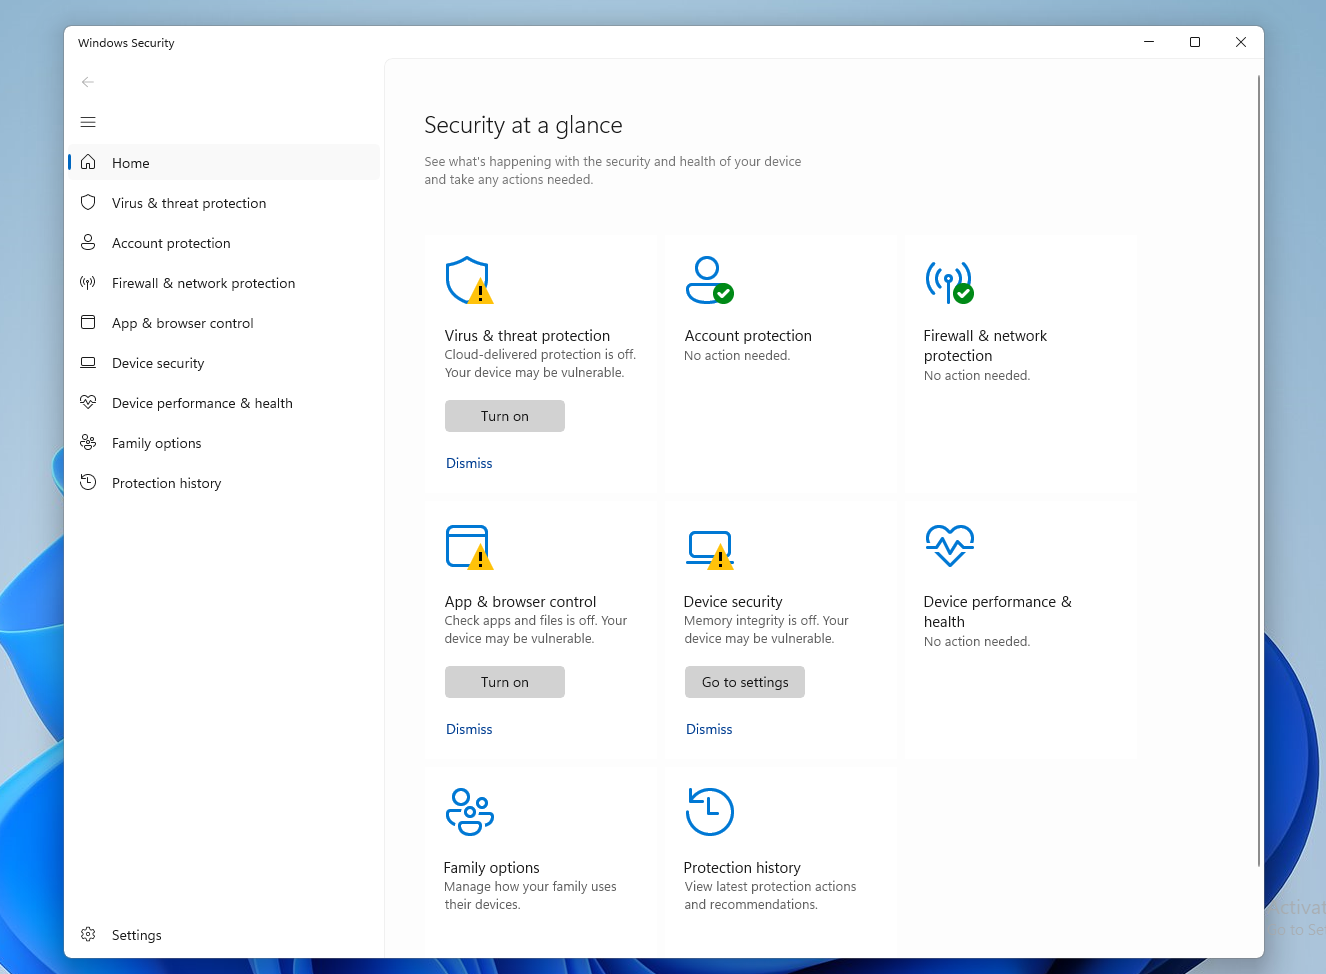 Windows Security
Home
Virus & threat protection
Account protection
Firewall & network protection
App & browser control
Device security
Device performance & health
Family options
Protection history
Settings
Security at a glance
See what's happening with the security and health of your device
and take any actions needed.
Virus & threat protection
Cloud-delivered protection is off.
Your device may be vulnerable.
Turn on
Dismiss
Account protection
No action needed.
Firewall & network
protection
No action needed.
App & browser control
Check apps and files is off. Your
device may be vulnerable.
Turn on
Dismiss
Device security
Memory integrity is off. Your
device may be vulnerable.
Go to settings
Dismiss
Device performance &
health
No action needed.
Family options
Manage how your family uses
their devices.
Protection history
View latest protection actions
and recommendations.